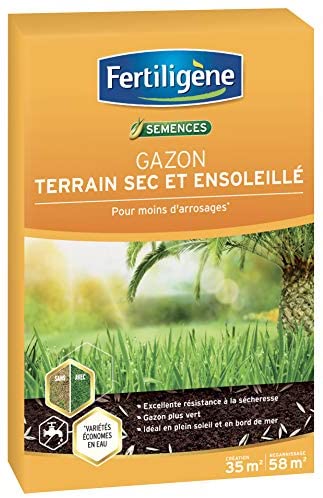 Fertiligène
SEMENCES
GAZON
TERRAIN SEC ET ENSOLEILLÉ
Pour moins d'arrosages*
SANS
AVEC
*VARIÉTÉS
ÉCONOMES
EN EAU
• Excellente résistance à la sécheresse
• Gazon plus vert
• Idéal en plein soleil et en bord de mer
CRÉATION
35 m²
REGARNISSAGE
58 m²